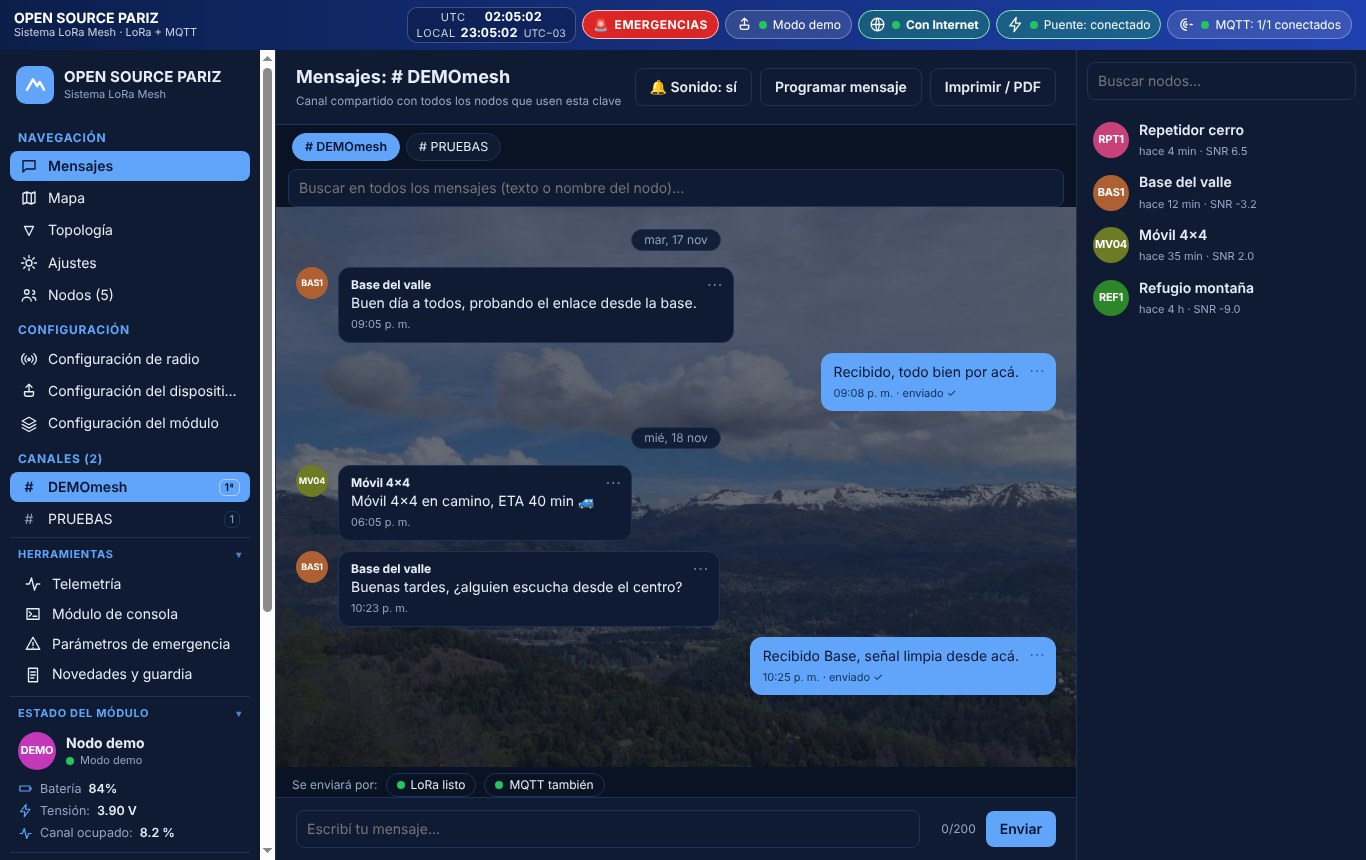 OPEN SOURCE PARIZ
Sistema LoRa Mesh · LoRa + MQTT
UTC 02:05:02
LOCAL 23:05:02 UTC−03
🚨 EMERGENCIAS
Modo demo
Con Internet
Puente: conectado
MQTT: 1/1 conectados
OPEN SOURCE PARIZ
Sistema LoRa Mesh
NAVEGACIÓN
Mensajes
Mapa
Topología
Ajustes
Nodos (5)
CONFIGURACIÓN
Configuración de radio
Configuración del dispositi...
Configuración del módulo
CANALES (2)
# DEMOmesh 1°
# PRUEBAS 1
HERRAMIENTAS ▾
Telemetría
Módulo de consola
Parámetros de emergencia
Novedades y guardia
ESTADO DEL MÓDULO ▾
DEMO
Nodo demo
Modo demo
Batería 84%
Tensión: 3.90 V
Canal ocupado: 8.2 %
Mensajes: # DEMOmesh
Canal compartido con todos los nodos que usen esta clave
🔔 Sonido: sí
Programar mensaje
Imprimir / PDF
# DEMOmesh
# PRUEBAS
Buscar en todos los mensajes (texto o nombre del nodo)...
mar, 17 nov
BAS1
Base del valle ···
Buen día a todos, probando el enlace desde la base.
09:05 p. m.
Recibido, todo bien por acá. ···
09:08 p. m. · enviado ✓
mié, 18 nov
MV04
Móvil 4×4 ···
Móvil 4×4 en camino, ETA 40 min 🚙
06:05 p. m.
BAS1
Base del valle ···
Buenas tardes, ¿alguien escucha desde el centro?
10:23 p. m.
Recibido Base, señal limpia desde acá. ···
10:25 p. m. · enviado ✓
Se enviará por:
LoRa listo
MQTT también
Escribí tu mensaje...
0/200
Enviar
Buscar nodos...
RPT1
Repetidor cerro
hace 4 min · SNR 6.5
BAS1
Base del valle
hace 12 min · SNR -3.2
MV04
Móvil 4×4
hace 35 min · SNR 2.0
REF1
Refugio montaña
hace 4 h · SNR -9.0